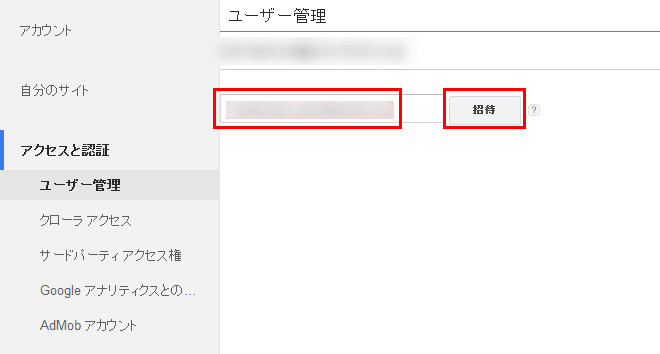 ユーザー管理
アカウント
自分のサイト
招待
?
アクセスと認証
ユーザー管理
クローラ アクセス
サードパーティ アクセス権
Google アナリティクスとの…
AdMob アカウント